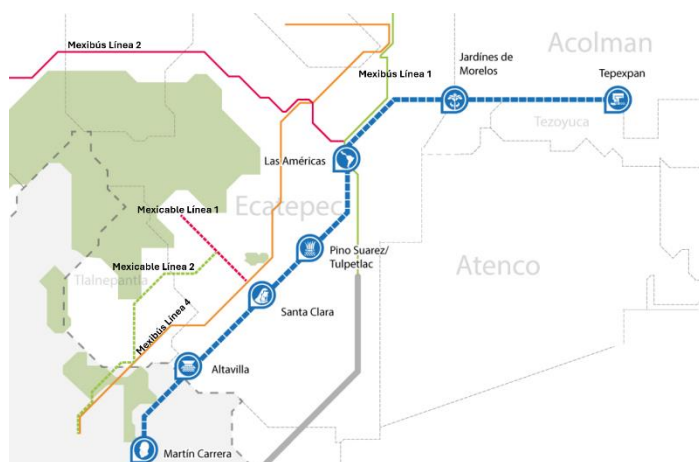 Mexibús Línea 2
Mexibús Línea 1
Jardínes de
Morelos
Acolman
Tepexpan
Tezoyuca
Las Américas
Mexicable Línea 1
Ecatepec
Mexicable Línea 2
Tlalnepantla
Pino Suarez/
Tulpetlac
Atenco
Santa Clara
Mexibús Línea 4
Altavilla
Martín Carrera